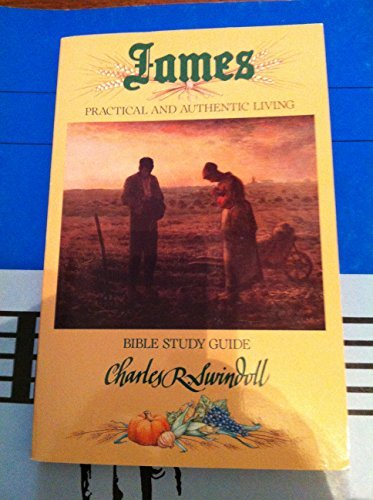 James
PRACTICAL AND AUTHENTIC LIVING
BIBLE STUDY GUIDE
Charles R. Swindoll